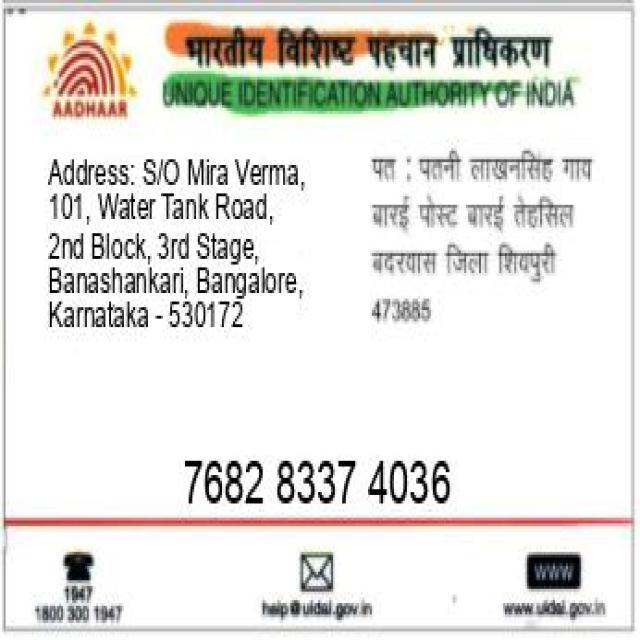 भारतीय विशिष्ट पहचान प्राधिकरण
UNIQUE IDENTIFICATION AUTHORITY OF INDIA
AADHAAR
Address: S/O Mira Verma,
101, Water Tank Road,
2nd Block, 3rd Stage,
Banashankari, Bangalore,
Karnataka - 530172
पत : पतनी लाखनसिंह गाव
बारई पोस्ट बारई तेहसिल
बदरवास जिला शिवपुरी
473885
7682 8337 4036
1947
1800 300 1947
help@uidai.gov.in
www
www.uidai.gov.in